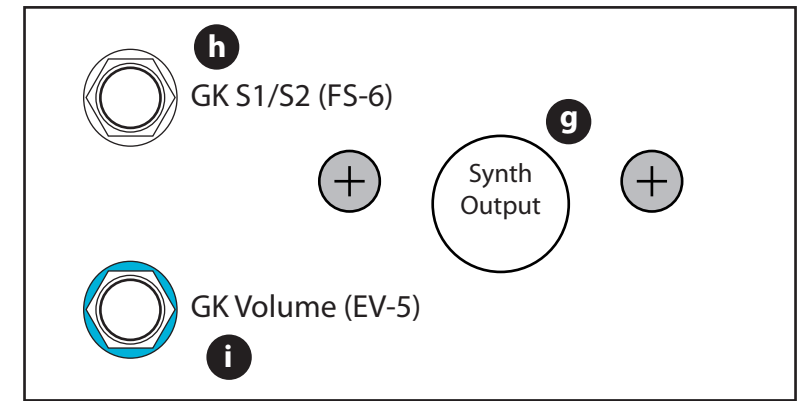 h
GK S1/S2 (FS-6)
g
Synth
Output
GK Volume (EV-5)
i